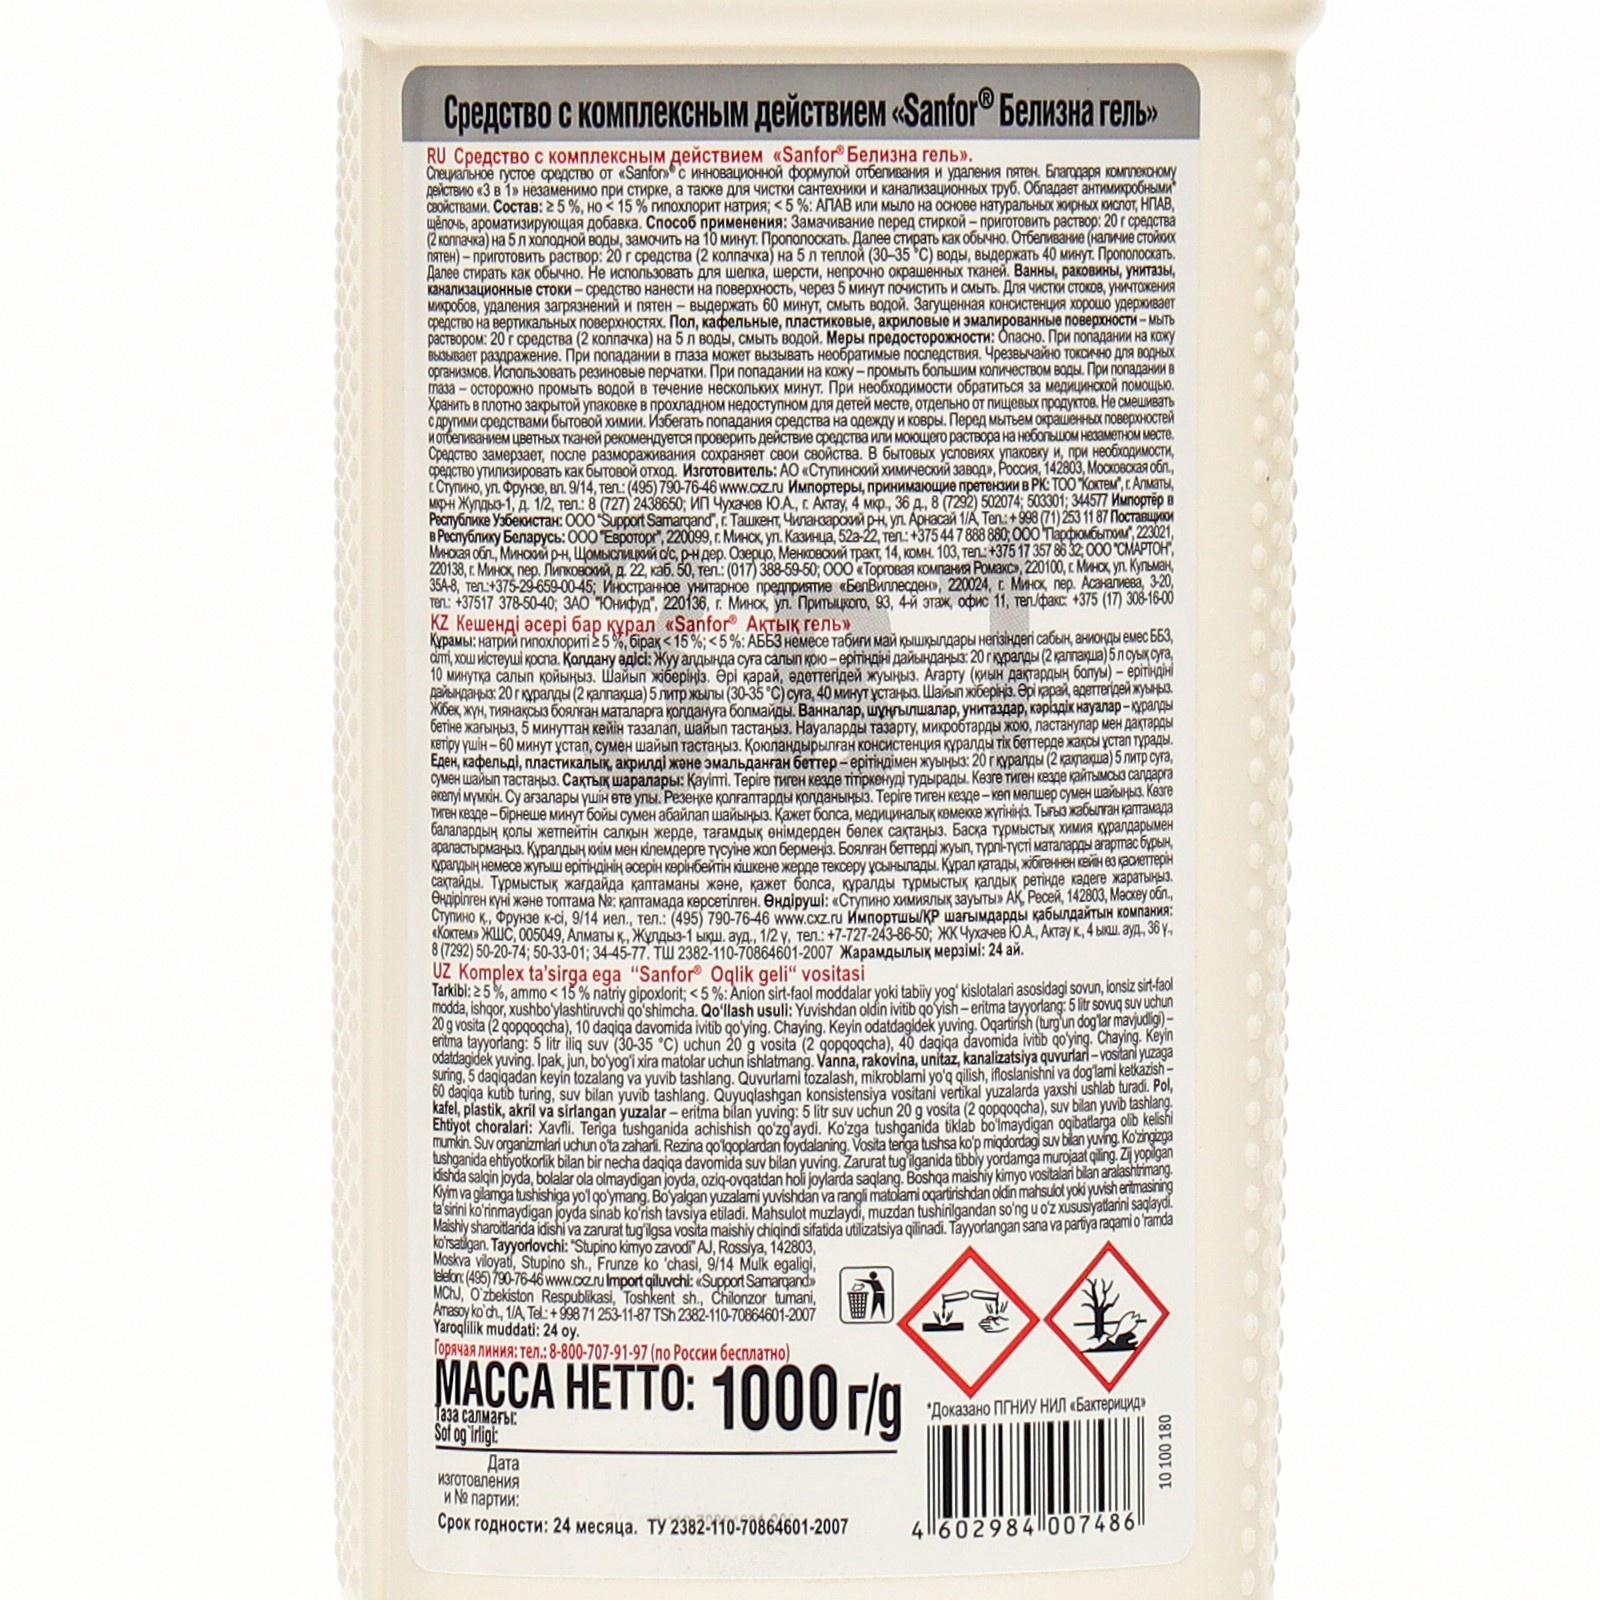 Средство с комплексным действием «Sanfor® Белизна гель»
RU Средство с комплексным действием «Sanfor® Белизна гель».
Специальное густое средство от «Sanfor»® с инновационной формулой отбеливания и удаления пятен. Благодаря комплексному
действию «3 в 1» незаменимо при стирке, а также для чистки сантехники и канализационных труб. Обладает антимикробными*
свойствами. Состав: ≥ 5 %, но < 15 % гипохлорит натрия; < 5 %: АПАВ или мыло на основе натуральных жирных кислот, НПАВ,
щёлочь, ароматизирующая добавка. Способ применения: Замачивание перед стиркой – приготовить раствор: 20 г средства
(2 колпачка) на 5 л холодной воды, замочить на 10 минут. Прополоскать. Далее стирать как обычно. Отбеливание (наличие стойких
пятен) – приготовить раствор: 20 г средства (2 колпачка) на 5 л теплой (30–35 °С) воды, выдержать 40 минут. Прополоскать.
Далее стирать как обычно. Не использовать для шелка, шерсти, непрочно окрашенных тканей. Ванны, раковины, унитазы,
канализационные стоки – средство нанести на поверхность, через 5 минут почистить и смыть. Для чистки стоков, уничтожения
микробов, удаления загрязнений и пятен – выдержать 60 минут, смыть водой. Загущенная консистенция хорошо удерживает
средство на вертикальных поверхностях. Пол, кафельные, пластиковые, акриловые и эмалированные поверхности – мыть
раствором: 20 г средства (2 колпачка) на 5 л воды, смыть водой. Меры предосторожности: Опасно. При попадании на кожу
вызывает раздражение. При попадании в глаза может вызывать необратимые последствия. Чрезвычайно токсично для водных
организмов. Использовать резиновые перчатки. При попадании на кожу – промыть большим количеством воды. При попадании в
глаза – осторожно промыть водой в течение нескольких минут. При необходимости обратиться за медицинской помощью.
Хранить в плотно закрытой упаковке в прохладном недоступном для детей месте, отдельно от пищевых продуктов. Не смешивать
с другими средствами бытовой химии. Избегать попадания средства на одежду и ковры. Перед мытьем окрашенных поверхностей
и отбеливанием цветных тканей рекомендуется проверить действие средства или моющего раствора на небольшом незаметном месте.
Средство замерзает, после размораживания сохраняет свои свойства. В бытовых условиях упаковку и, при необходимости,
средство утилизировать как бытовой отход. Изготовитель: АО «Ступинский химический завод», Россия, 142803, Московская обл.,
г. Ступино, ул. Фрунзе, вл. 9/14, тел.: (495) 790-76-46 www.cxz.ru Импортеры, принимающие претензии в РК: ТОО "Коктем", г. Алматы,
мкр-н Жулдыз-1, д. 1/2, тел.: 8 (727) 2438650; ИП Чухачев Ю.А., г. Актау, 4 мкр., 36 д., 8 (7292) 502074; 503301; 344577 Импортёр в
Республике Узбекистан: ООО "Support Samarqand", г. Ташкент, Чиланзарский р-н, ул. Арнасай 1/А, Тел.: + 998 (71) 253 11 87 Поставщики
в Республику Беларусь: ООО "Евроторг", 220099, г. Минск, ул. Казинца, 52а-22, тел.: +375 44 7 888 880; ООО "Парфюмбытхим", 223021,
Минская обл., Минский р-н, Щомыслицкий с/с, р-н дер. Озерцо, Менковский тракт, 14, комн. 103, тел.: +375 17 357 86 32; ООО "СМАРТОН",
220138, г. Минск, пер. Липковский, д. 22, каб. 50, тел.: (017) 388-59-50; ООО «Торговая компания Ромакс», 220100, г. Минск, ул. Кульман,
35А-8, тел.:+375-29-659-00-45; Иностранное унитарное предприятие «БелВиллесден», 220024, г. Минск, пер. Асаналиева, 3-20,
тел.: +37517 378-50-40; ЗАО "Юнифуд", 220136, г. Минск, ул. Притыцкого, 93, 4-й этаж, офис 11, тел./факс: +375 (17) 308-16-00
KZ Кешенді әсері бар құрал «Sanfor® Ақтық гель»
Құрамы: натрий гипохлориті ≥ 5 %, бірақ < 15 %; < 5 %: АББЗ немесе табиғи май қышқылдары негізіндегі сабын, анионды емес ББЗ,
сілті, хош иістеуші қоспа. Қолдану әдісі: Жуу алдында суға салып қою – ерітіндіні дайындаңыз: 20 г құралды (2 қалпақша) 5 л суық суға,
10 минутқа салып қойыңыз. Шайып жіберіңіз. Әрі қарай, әдеттегідей жуыңыз. Ағарту (қиын дақтардың болуы) – ерітіндіні
дайындаңыз: 20 г құралды (2 қалпақша) 5 литр жылы (30-35 °С) суға, 40 минут ұстаңыз. Шайып жіберіңіз. Әрі қарай, әдеттегідей жуыңыз.
Жібек, жүн, тиянақсыз боялған маталарға қолдануға болмайды. Ванналар, шұңғылшалар, унитаздар, кәріздік науалар – құралды
бетіне жағыңыз, 5 минуттан кейін тазалап, шайып тастаңыз. Науаларды тазарту, микробтарды жою, ластанулар мен дақтарды
кетіру үшін – 60 минут ұстап, сумен шайып тастаңыз. Қоюландырылған консистенция құралды тік беттерде жақсы ұстап тұрады.
Еден, кафельді, пластикалық, акрилді және эмальданған беттер – ерітіндімен жуыңыз: 20 г құралды (2 қақпақша) 5 литр суға,
сумен шайып тастаңыз. Сақтық шаралары: Қауіпті. Теріге тиген кезде тітіркенуді тудырады. Көзге тиген кезде қайтымсыз салдарға
әкелуі мүмкін. Су ағзалары үшін өте улы. Резеңке қолғаптарды қолданыңыз. Теріге тиген кезде – көп мөлшер сумен шайыңыз. Көзге
тиген кезде – бірнеше минут бойы сумен абайлап шайыңыз. Қажет болса, медициналық көмекке жүгініңіз. Тығыз жабылған қаптамада
балалардың қолы жетпейтін салқын жерде, тағамдық өнімдерден бөлек сақтаңыз. Басқа тұрмыстық химия құралдарымен
араластырмаңыз. Құралдың киім мен кілемдерге түсуіне жол бермеңіз. Боялған беттерді жуып, түрлі-түсті маталарды ағартпас бұрын,
құралдың немесе жуғыш ерітіндінің әсерін көрінбейтін кішкене жерде тексеру ұсынылады. Құрал қатады, жібігеннен кейін өз қасиеттерін
сақтайды. Тұрмыстық жағдайда қаптаманы және, қажет болса, құралды тұрмыстық қалдық ретінде кәдеге жаратыңыз.
Өндірілген күні және топтама №: қаптамада көрсетілген. Өндіруші: «Ступино химиялық зауыты» АҚ, Ресей, 142803, Мәскеу обл.,
Ступино қ., Фрунзе к-сі, 9/14 иел., тел.: (495) 790-76-46 www.cxz.ru Импортшы/ҚР шағымдарды қабылдайтын компания:
«Коктем» ЖШС, 005049, Алматы қ., Жұлдыз-1 ықш. ауд., 1/2 ү, тел.: +7-727-243-86-50; ЖК Чухачев Ю.А., Актау к., 4 ықш. ауд., 36 ү.,
8 (7292) 50-20-74; 50-33-01; 34-45-77. ТШ 2382-110-70864601-2007 Жарамдылық мерзімі: 24 ай.
UZ Komplex ta'sirga ega "Sanfor® Oqlik geli" vositasi
Tarkibi: ≥ 5 %, ammo < 15 % natriy gipoxlorit; < 5 %: Anion sirt-faol moddalar yoki tabiiy yog' kislotalari asosidagi sovun, ionsiz sirt-faol
modda, ishqor, xushbo'ylashtiruvchi qo'shimcha. Qo'llash usuli: Yuvishdan oldin ivitib qo'yish – eritma tayyorlang: 5 litr sovuq suv uchun
20 g vosita (2 qopqoqcha), 10 daqiqa davomida ivitib qo'ying. Chaying. Keyin odatdagidek yuving. Oqartirish (turg'un dog'lar mavjudligi) –
eritma tayyorlang: 5 litr iliq suv (30-35 °C) uchun 20 g vosita (2 qopqoqcha), 40 daqiqa davomida ivitib qo'ying. Chaying. Keyin
odatdagidek yuving. Ipak, jun, bo'yog'i xira matolar uchun ishlatmang. Vanna, rakovina, unitaz, kanalizatsiya quvurlari – vositani yuzaga
suring, 5 daqiqadan keyin tozalang va yuvib tashlang. Quvurlarni tozalash, mikroblarni yo'q qilish, ifloslanishni va dog'larni ketkazish –
60 daqiqa kutib turing, suv bilan yuvib tashlang. Quyuqlashgan konsistensiya vositani vertikal yuzalarda yaxshi ushlab turadi. Pol,
kafel, plastik, akril va sirlangan yuzalar – eritma bilan yuving: 5 litr suv uchun 20 g vosita (2 qopqoqcha), suv bilan yuvib tashlang.
Ehtiyot choralari: Xavfli. Teriga tushganida achishish qo'zg'aydi. Ko'zga tushganida tiklab bo'lmaydigan oqibatlarga olib kelishi
mumkin. Suv organizmlari uchun o'ta zaharli. Rezina qo'lqoplardan foydalaning. Vosita teriga tushsa ko'p miqdordagi suv bilan yuving. Ko'zingizga
tushganida ehtiyotkorlik bilan bir necha daqiqa davomida suv bilan yuving. Zarurat tug'ilganida tibbiy yordamga murojaat qiling. Zij yopilgan
idishda salqin joyda, bolalar ola olmaydigan joyda, oziq-ovqatdan holi joylarda saqlang. Boshqa maishiy kimyo vositalari bilan aralashtirmang.
Kiyim va gilamga tushishiga yo'l qo'ymang. Bo'yalgan yuzalarni yuvishdan va rangli matolarni oqartirishdan oldin mahsulot yoki yuvish eritmasining
ta'sirini ko'rinmaydigan joyda sinab ko'rish tavsiya etiladi. Mahsulot muzlaydi, muzdan tushirilgandan so'ng u o'z xususiyatlarini saqlaydi.
Maishiy sharoitlarida idishi va zarurat tug'ilgsa vosita maishiy chiqindi sifatida utilizatsiya qilinadi. Tayyorlangan sana va partiya raqami o 'ramda
ko'rsatilgan. Tayyorlovchi: "Stupino kimyo zavodi" AJ, Rossiya, 142803,
Moskva viloyati, Stupino sh., Frunze ko 'chasi, 9/14 Mulk egaligi,
telefon: (495) 790-76-46 www.cxz.ru Import qiluvchi: «Support Samarqand»
MChJ, O`zbekiston Respublikasi, Toshkent sh., Chilonzor tumani,
Arnasoy ko`ch., 1/A, Tel.: + 998 71 253-11-87 TSh 2382-110-70864601-2007
Yaroqlilik muddati: 24 oy.
Горячая линия: тел.: 8-800-707-91-97 (по России бесплатно)
МАССА НЕТТО: 1000 г/g
Таза салмағы:
Sof og`irligi:
*Доказано ПГНИУ НИЛ «Бактерицид»
10 100 180
Дата
изготовления
и № партии:
Срок годности: 24 месяца. ТУ 2382-110-70864601-2007
4 602984 007486